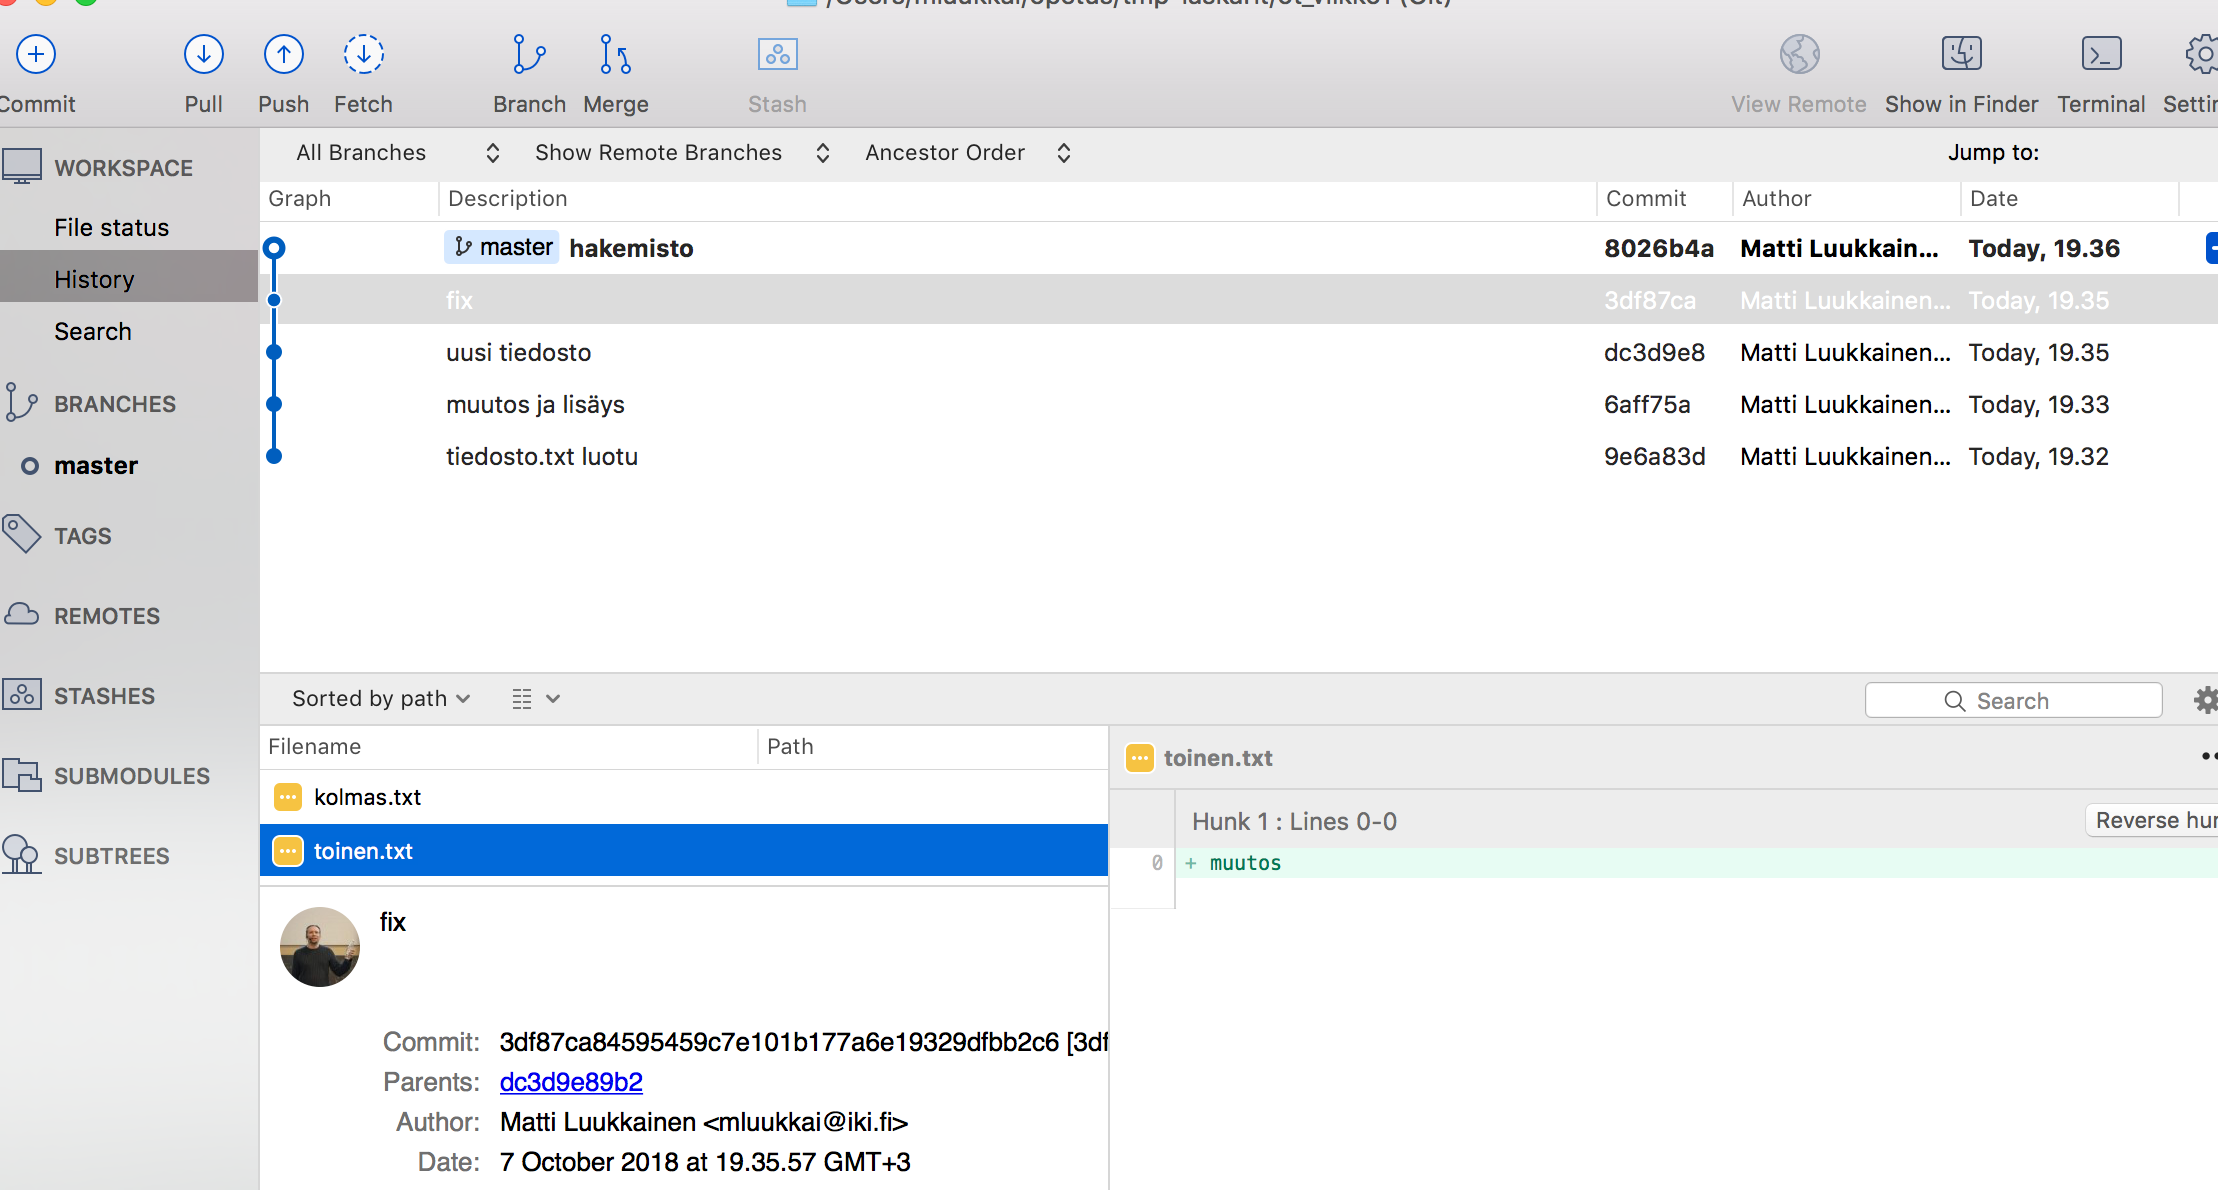 Commit Pull Push Fetch Branch Merge Stash View Remote Show in Finder Terminal
WORKSPACE
File status
History
Search
BRANCHES
master
TAGS
REMOTES
STASHES
SUBMODULES
SUBTREES
All Branches Show Remote Branches Ancestor Order Jump to:
Graph Description Commit Author Date
master hakemisto 8026b4a Matti Luukkain... Today, 19.36
fix 3df87ca Matti Luukkainen... Today, 19.35
uusi tiedosto dc3d9e8 Matti Luukkainen... Today, 19.35
muutos ja lisäys 6aff75a Matti Luukkainen... Today, 19.33
tiedosto.txt luotu 9e6a83d Matti Luukkainen... Today, 19.32
Sorted by path Search
Filename Path
kolmas.txt
toinen.txt
fix
Commit: 3df87ca84595459c7e101b177a6e19329dfbb2c6 [3df
Parents: dc3d9e89b2
Author: Matti Luukkainen <mluukkai@iki.fi>
Date: 7 October 2018 at 19.35.57 GMT+3
toinen.txt
Hunk 1 : Lines 0-0 Reverse
0 + muutos